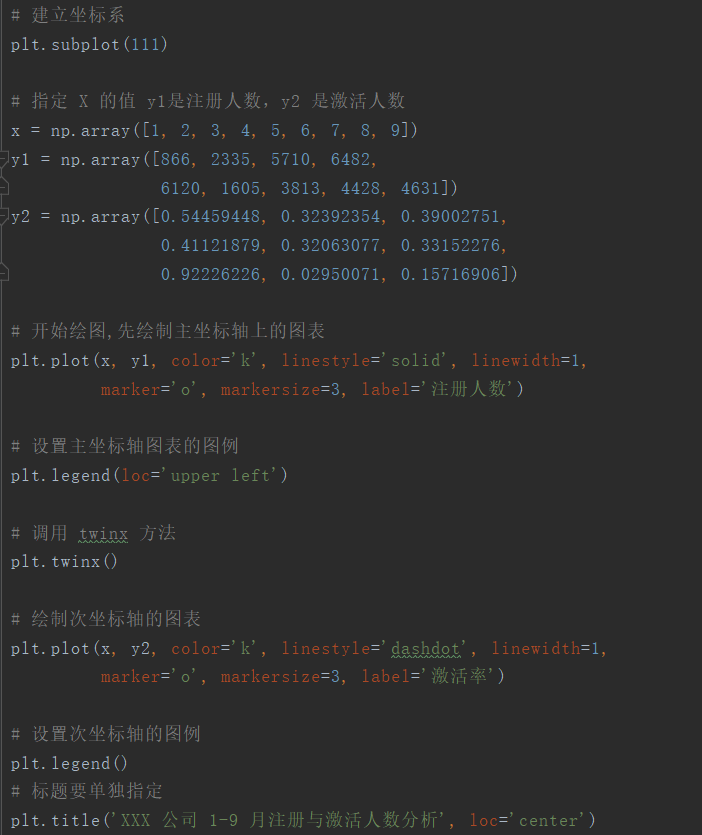 # 建立坐标系
plt.subplot(111)
# 指定 X 的值 y1是注册人数，y2 是激活人数
x = np.array([1, 2, 3, 4, 5, 6, 7, 8, 9])
y1 = np.array([866, 2335, 5710, 6482,
6120, 1605, 3813, 4428, 4631])
y2 = np.array([0.54459448, 0.32392354, 0.39002751,
0.41121879, 0.32063077, 0.33152276,
0.92226226, 0.02950071, 0.15716906])
# 开始绘图,先绘制主坐标轴上的图表
plt.plot(x, y1, color='k', linestyle='solid', linewidth=1,
marker='o', markersize=3, label='注册人数')
# 设置主坐标轴图表的图例
plt.legend(loc='upper left')
# 调用 twinx 方法
plt.twinx()
# 绘制次坐标轴的图表
plt.plot(x, y2, color='k', linestyle='dashdot', linewidth=1,
marker='o', markersize=3, label='激活率')
# 设置次坐标轴的图例
plt.legend()
# 标题要单独指定
plt.title('XXX 公司 1-9 月注册与激活人数分析', loc='center')